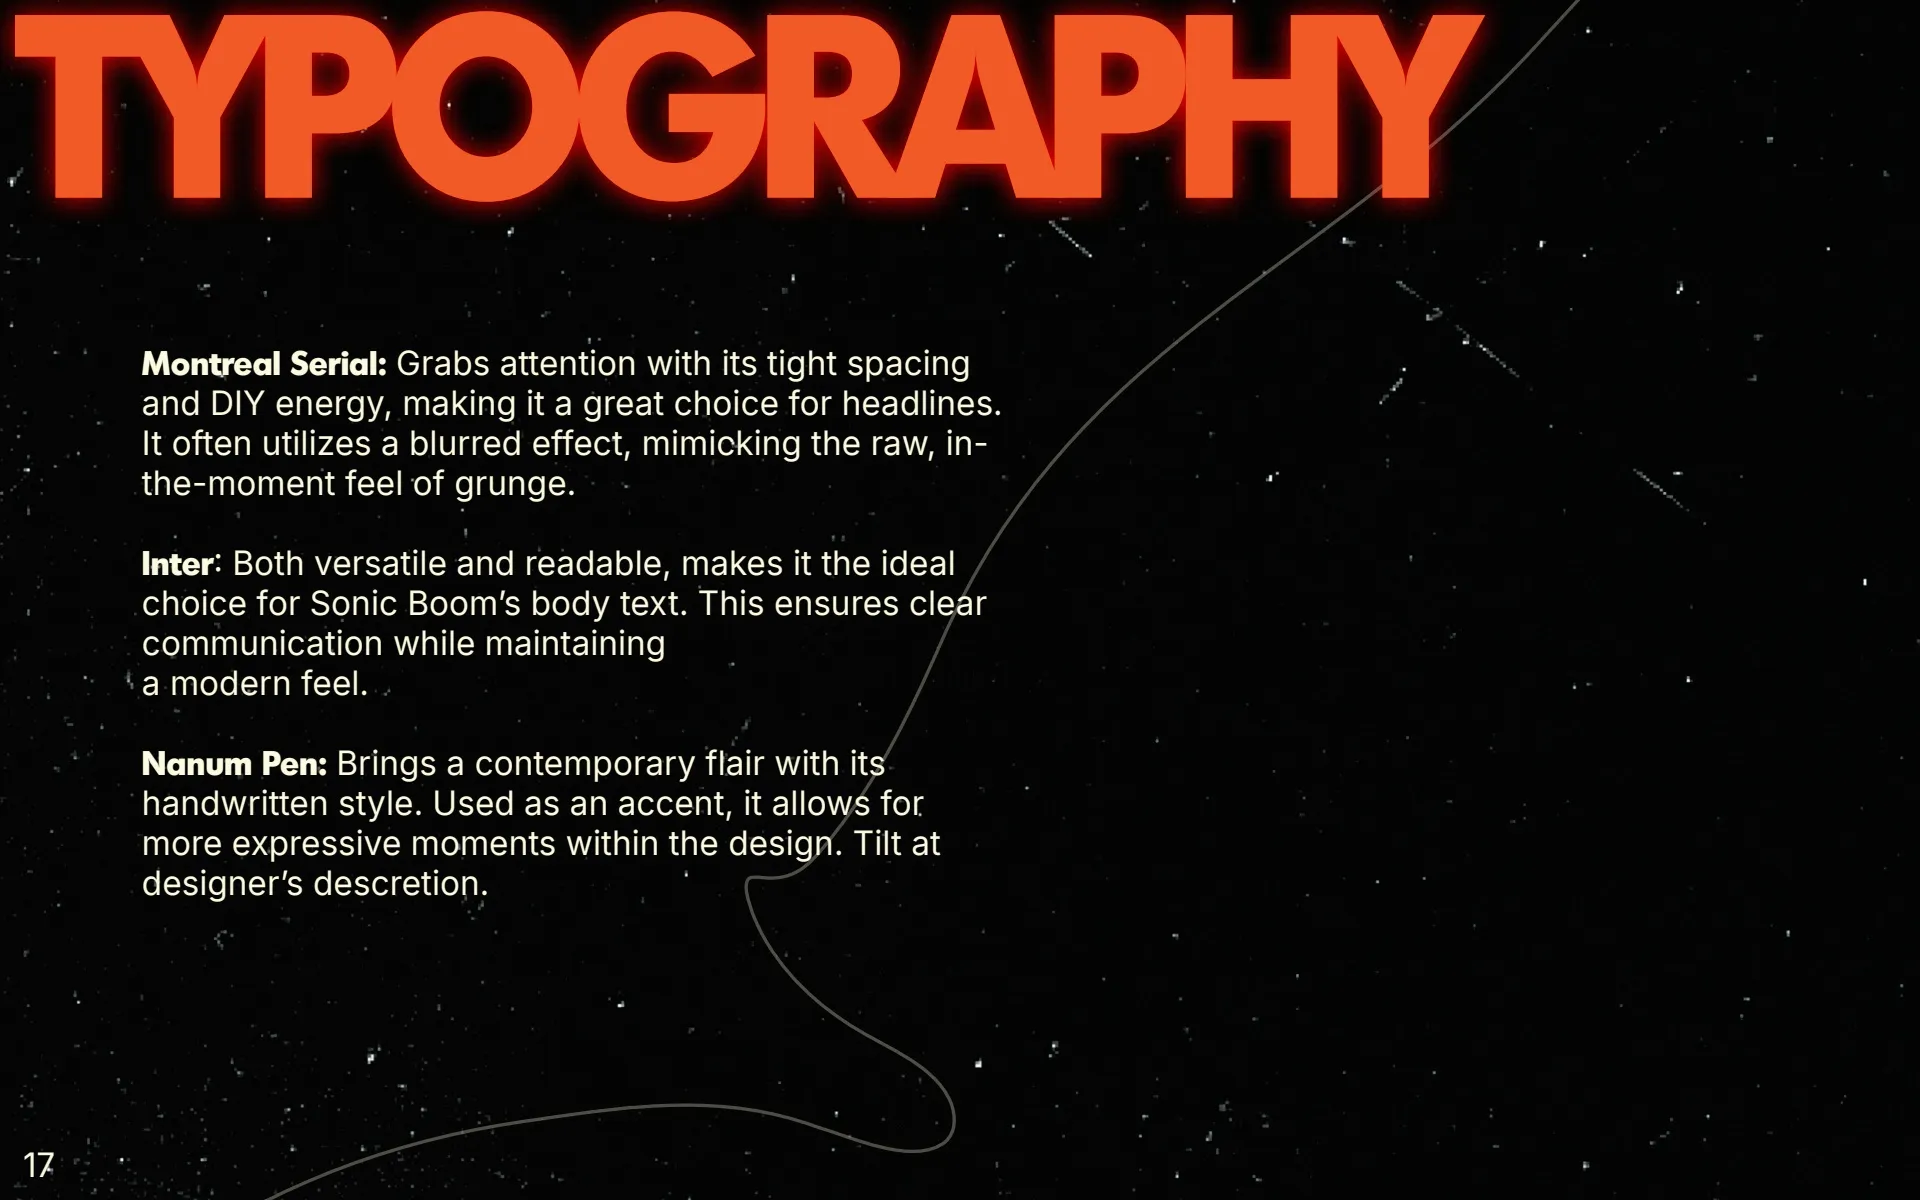 TYPOGRAPHY
Montreal Serial: Grabs attention with its tight spacing
and DIY energy, making it a great choice for headlines.
It often utilizes a blurred effect, mimicking the raw, in-
the-moment feel of grunge.
Inter: Both versatile and readable, makes it the ideal
choice for Sonic Boom’s body text. This ensures clear
communication while maintaining
a modern feel.
Nanum Pen: Brings a contemporary flair with its
handwritten style. Used as an accent, it allows for
more expressive moments within the design. Tilt at
designer’s descretion.
17